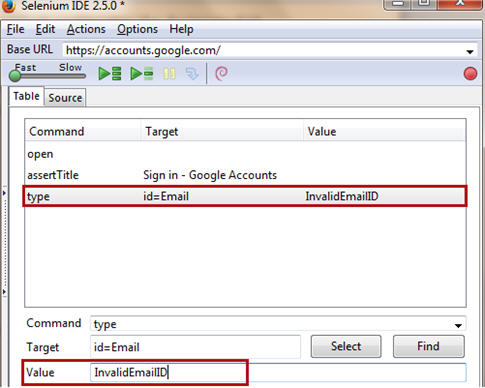 Selenium IDE 2.5.0 *
File Edit Actions Options Help
Base URL https://accounts.google.com/
Fast Slow
Table Source
Command Target Value
open
assertTitle Sign in - Google Accounts
type id=Email InvalidEmailID
Command type
Target id=Email Select Find
Value InvalidEmailID